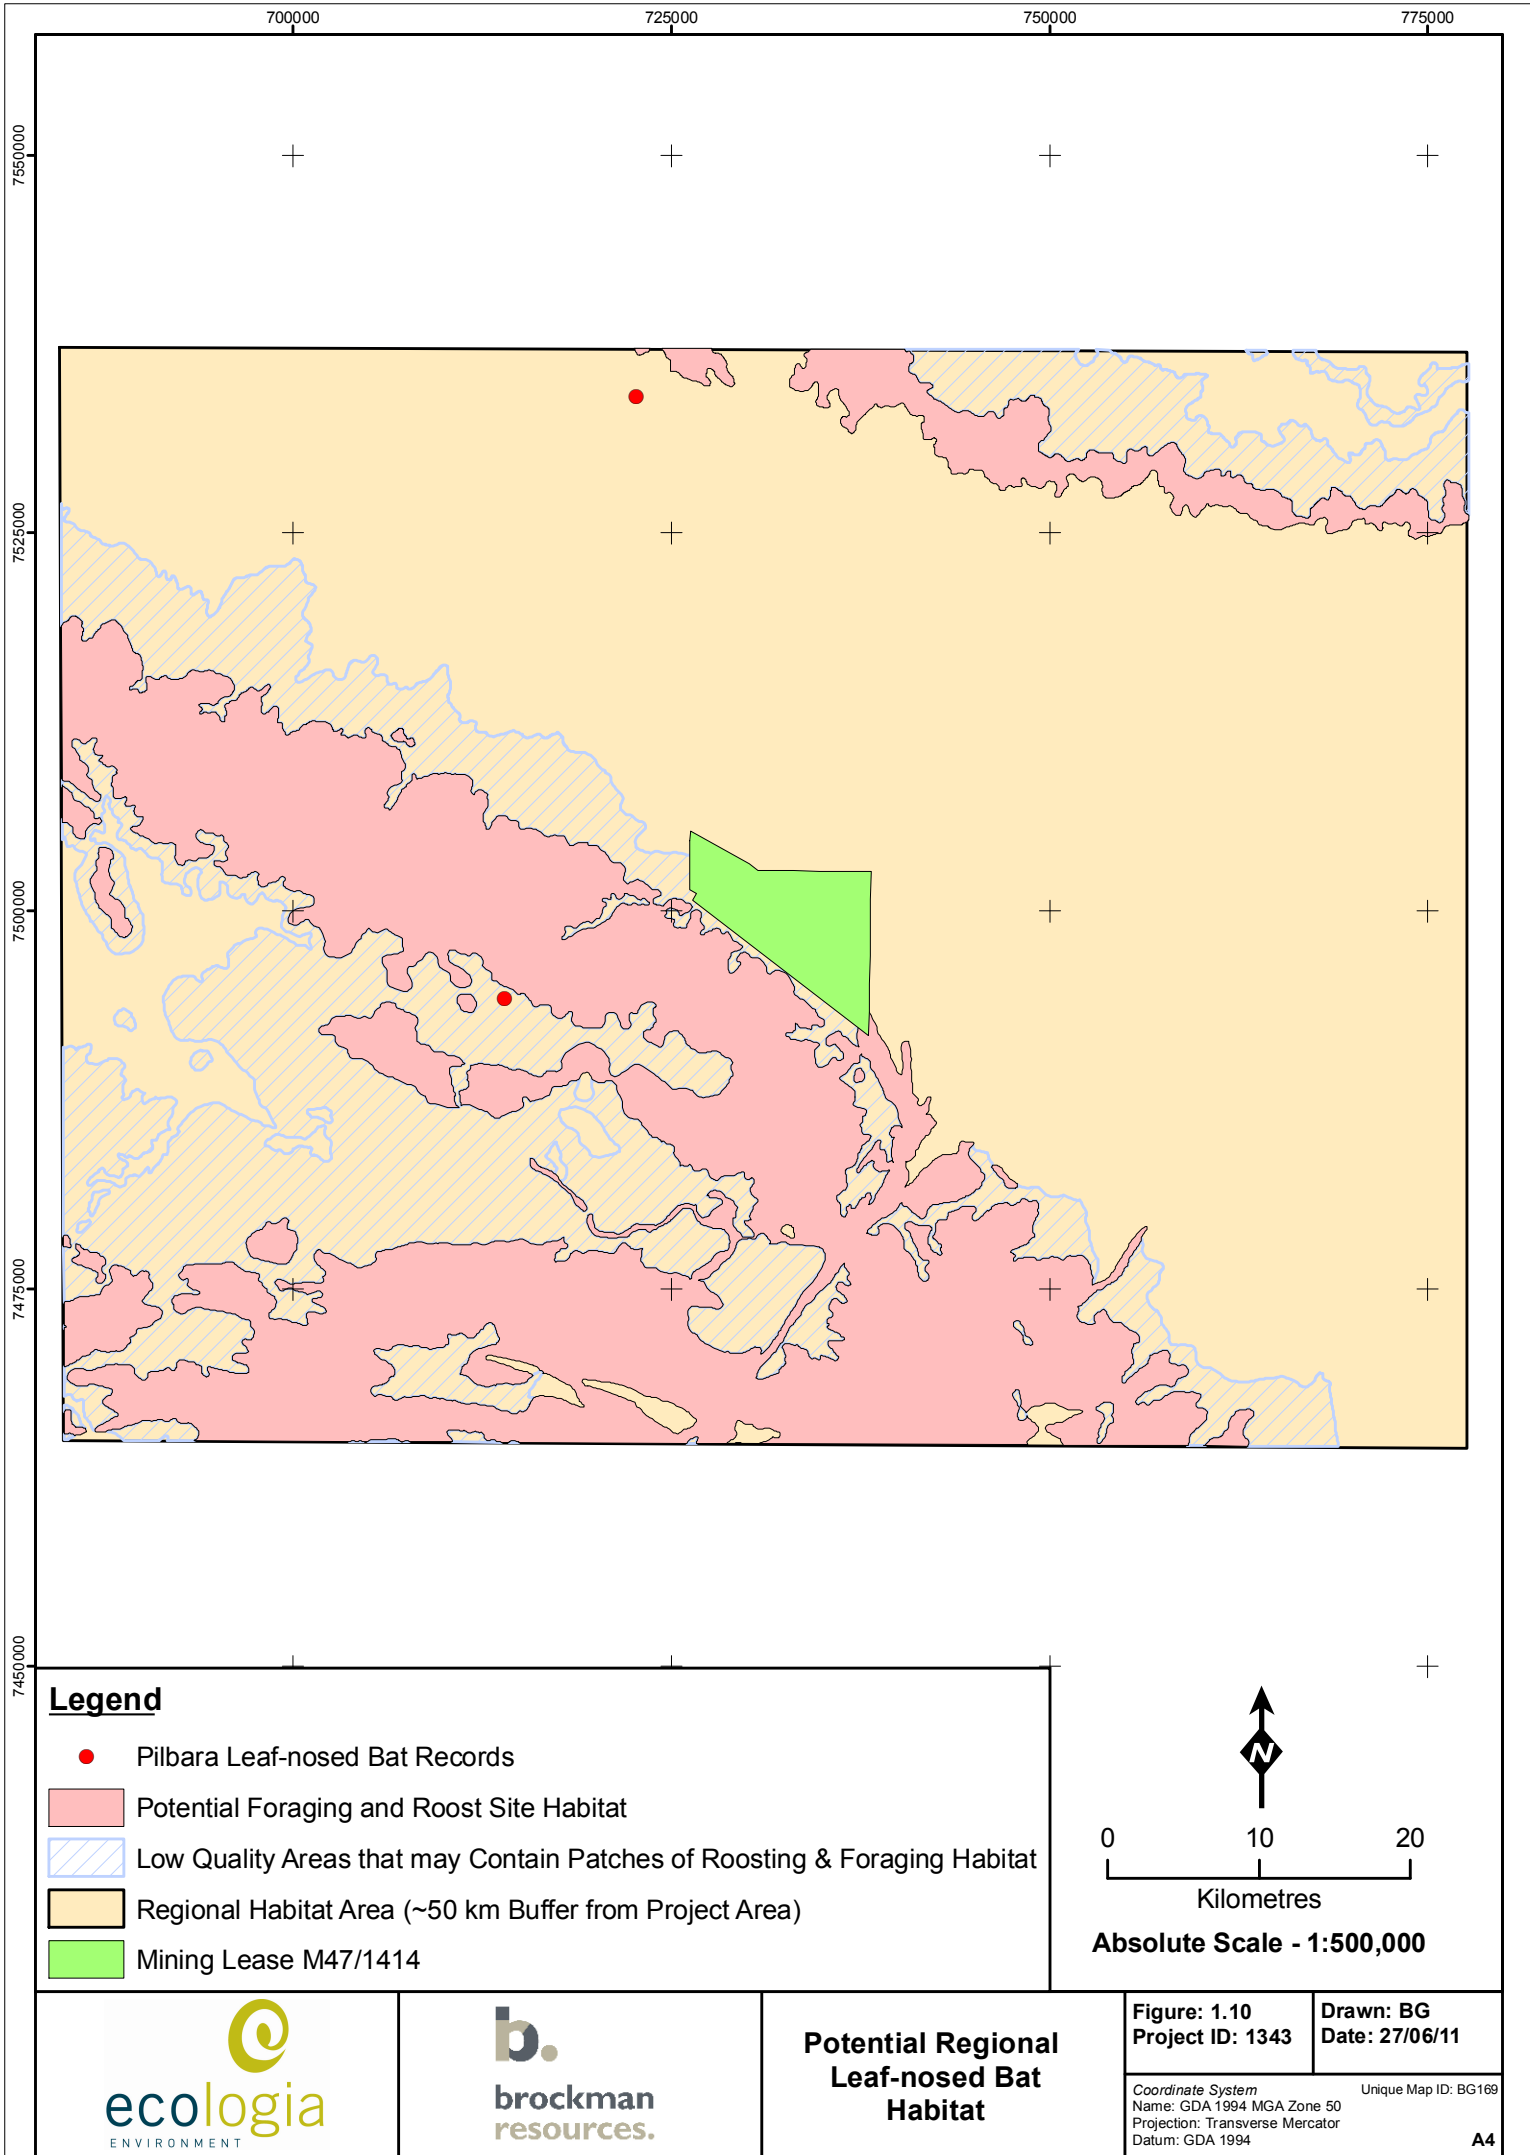 700000 725000 750000 775000
7550000
7525000
7500000
7475000
7450000
Legend
Pilbara Leaf-nosed Bat Records
Potential Foraging and Roost Site Habitat
Low Quality Areas that may Contain Patches of Roosting & Foraging Habitat
Regional Habitat Area (~50 km Buffer from Project Area)
Mining Lease M47/1414
N
0 10 20
Kilometres
Absolute Scale - 1:500,000
ecologia
ENVIRONMENT
b.
brockman
resources.
Potential Regional
Leaf-nosed Bat
Habitat
Figure: 1.10
Project ID: 1343
Drawn: BG
Date: 27/06/11
Coordinate System
Name: GDA 1994 MGA Zone 50
Projection: Transverse Mercator
Datum: GDA 1994
Unique Map ID: BG169
A4